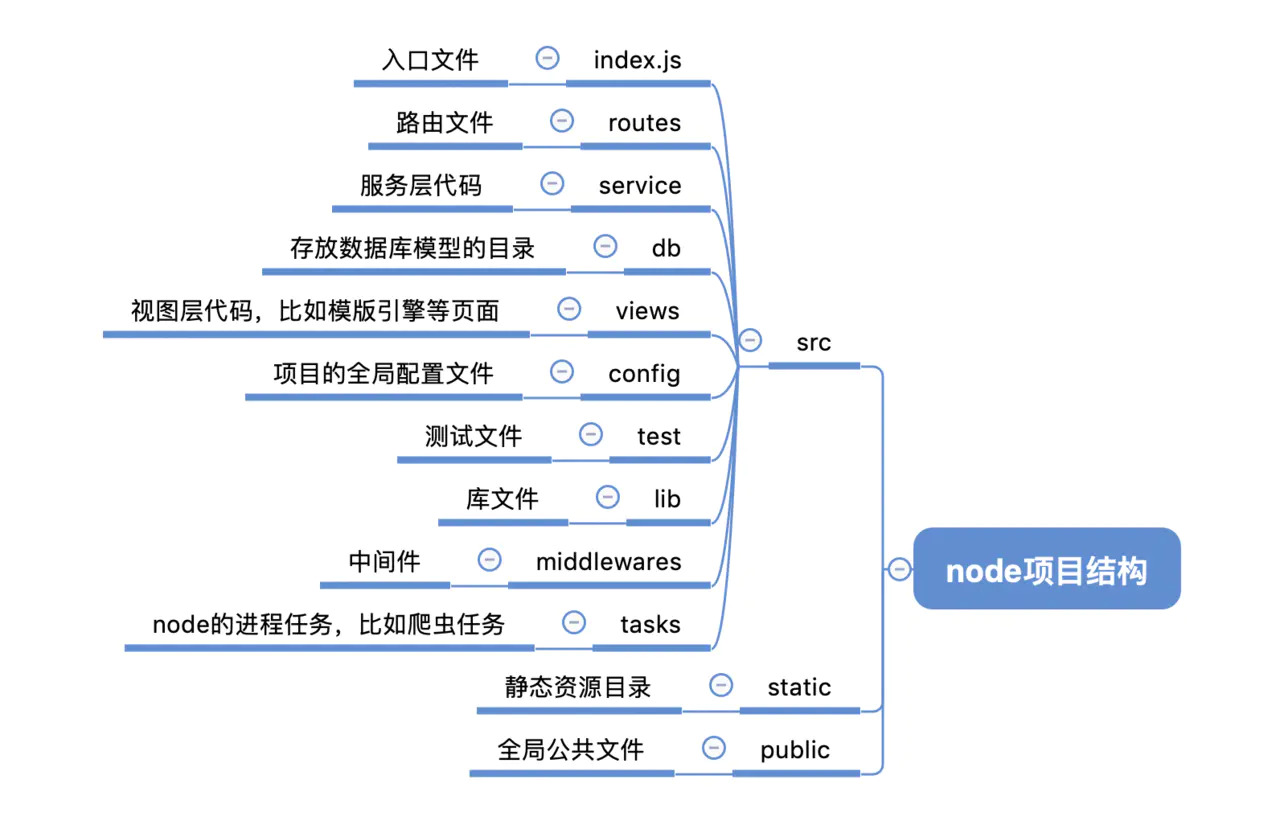 入口文件 index.js
路由文件 routes
服务层代码 service
存放数据库模型的目录 db
视图层代码，比如模版引擎等页面 views
src
项目的全局配置文件 config
测试文件 test
库文件 lib
中间件 middlewares
node项目结构
node的进程任务，比如爬虫任务 tasks
静态资源目录 static
全局公共文件 public